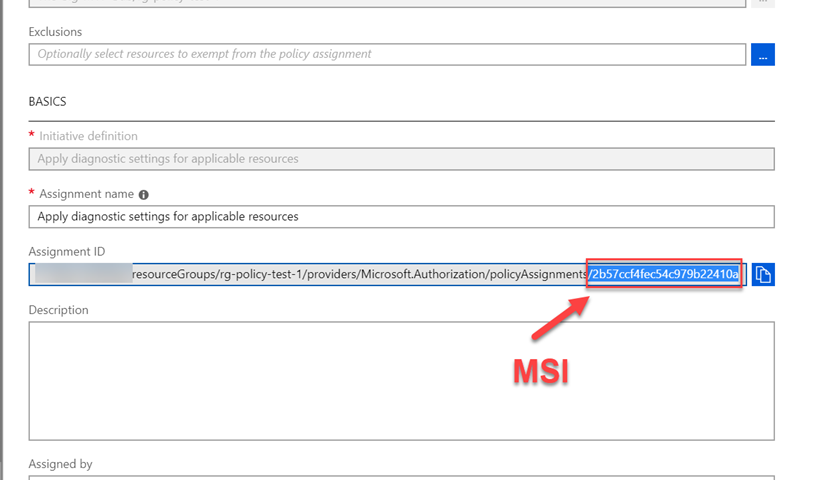 Exclusions
Optionally select resources to exempt from the policy assignment
...
BASICS
* Initiative definition
Apply diagnostic settings for applicable resources
* Assignment name
Apply diagnostic settings for applicable resources
Assignment ID
resourceGroups/rg-policy-test-1/providers/Microsoft.Authorization/policyAssignments/2b57ccf4fec54c979b22410a
Description
MSI
Assigned by